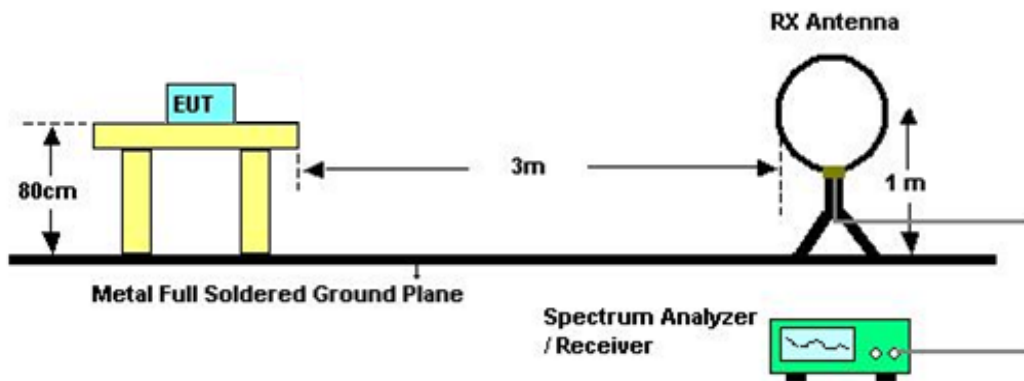 RX Antenna
EUT
3m
80cm
1 m
Metal Full Soldered Ground Plane
Spectrum Analyzer
/ Receiver